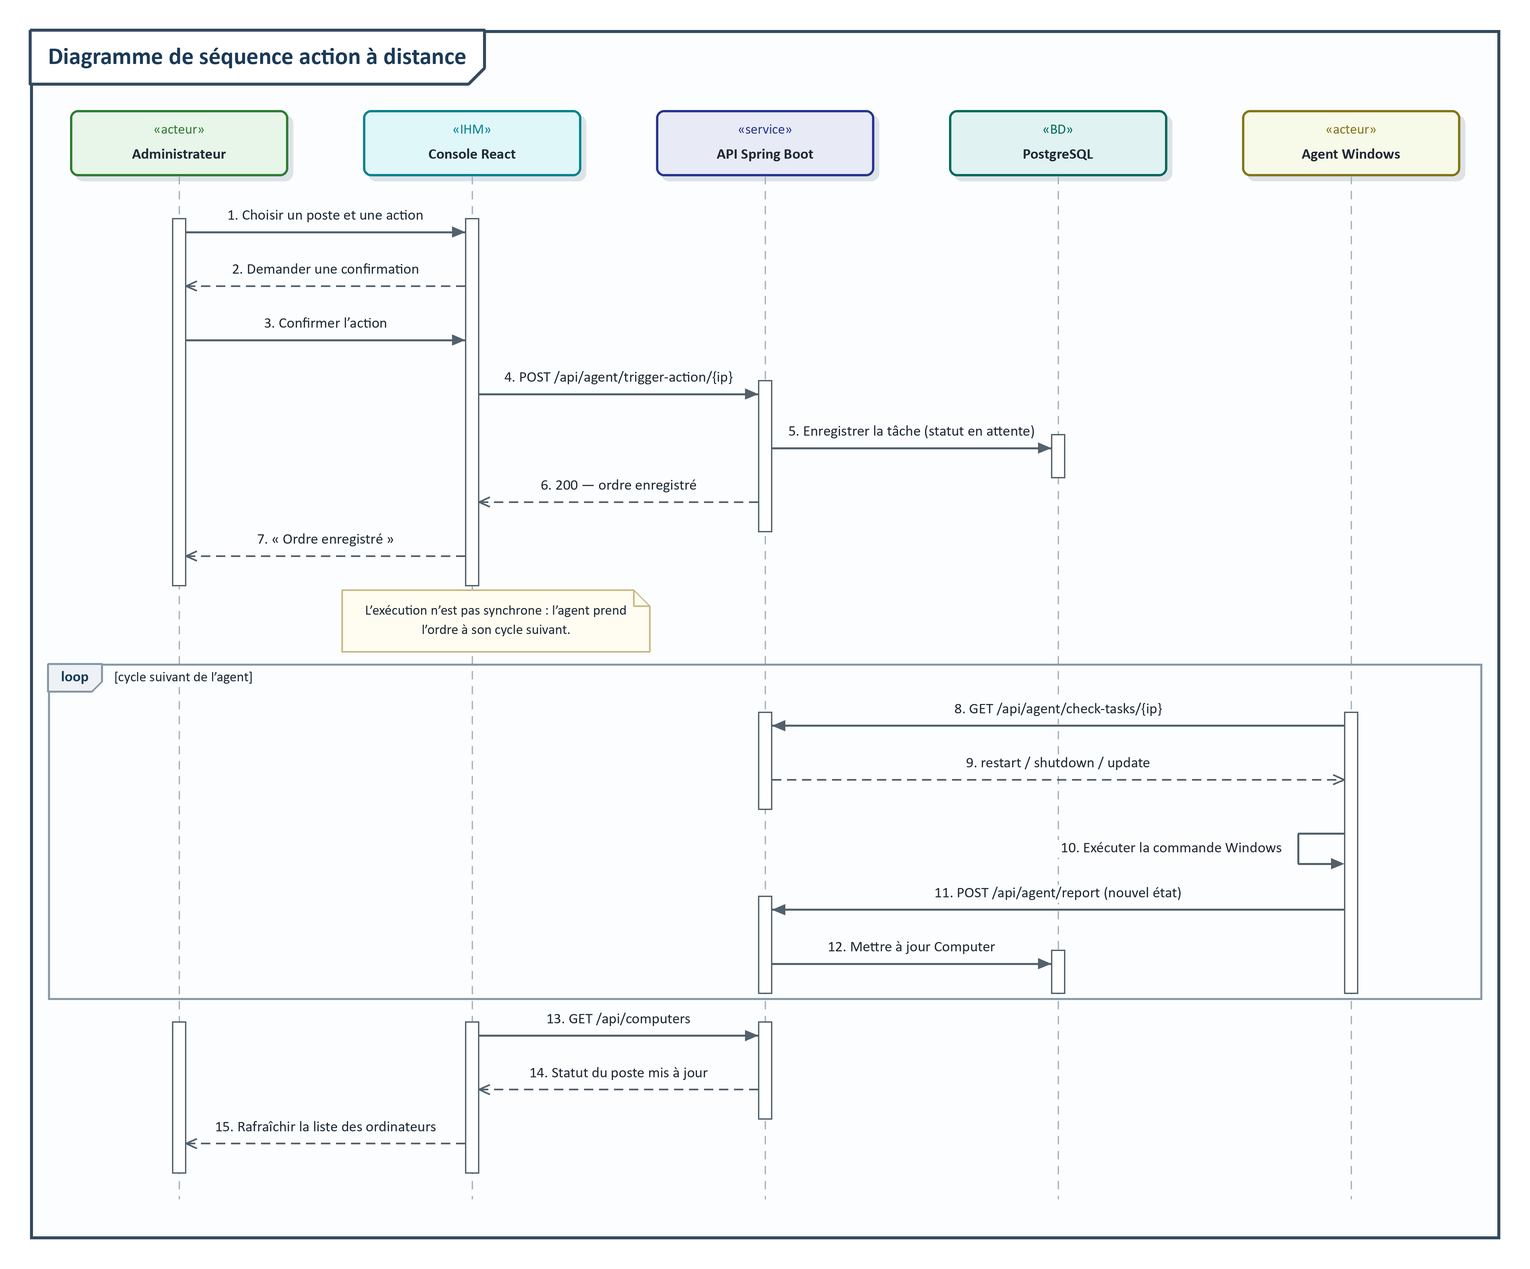 Diagramme de séquence action à distance
«acteur»
Administrateur
«IHM»
Console React
«service»
API Spring Boot
«BD»
PostgreSQL
«acteur»
Agent Windows
1. Choisir un poste et une action
2. Demander une confirmation
3. Confirmer l’action
4. POST /api/agent/trigger-action/{ip}
5. Enregistrer la tâche (statut en attente)
6. 200 — ordre enregistré
7. « Ordre enregistré »
L’exécution n’est pas synchrone : l’agent prend
l’ordre à son cycle suivant.
loop [cycle suivant de l’agent]
8. GET /api/agent/check-tasks/{ip}
9. restart / shutdown / update
10. Exécuter la commande Windows
11. POST /api/agent/report (nouvel état)
12. Mettre à jour Computer
13. GET /api/computers
14. Statut du poste mis à jour
15. Rafraîchir la liste des ordinateurs